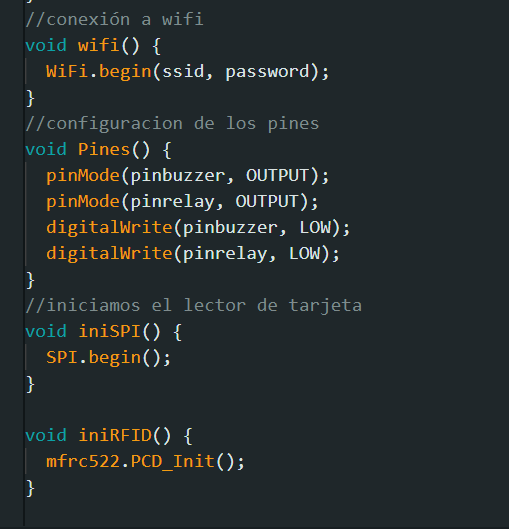 //conexión a wifi
void wifi() {
  WiFi.begin(ssid, password);
}
//configuracion de los pines
void Pines() {
  pinMode(pinbuzzer, OUTPUT);
  pinMode(pinrelay, OUTPUT);
  digitalWrite(pinbuzzer, LOW);
  digitalWrite(pinrelay, LOW);
}
//iniciamos el lector de tarjeta
void iniSPI() {
  SPI.begin();
}

void iniRFID() {
  mfrc522.PCD_Init();
}